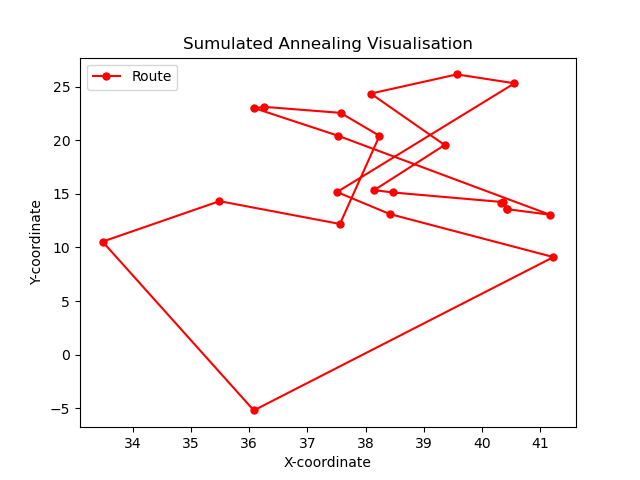 Sumulated Annealing Visualisation
Route
25
20
15
10
5
0
−5
Y-coordinate
34 35 36 37 38 39 40 41
X-coordinate